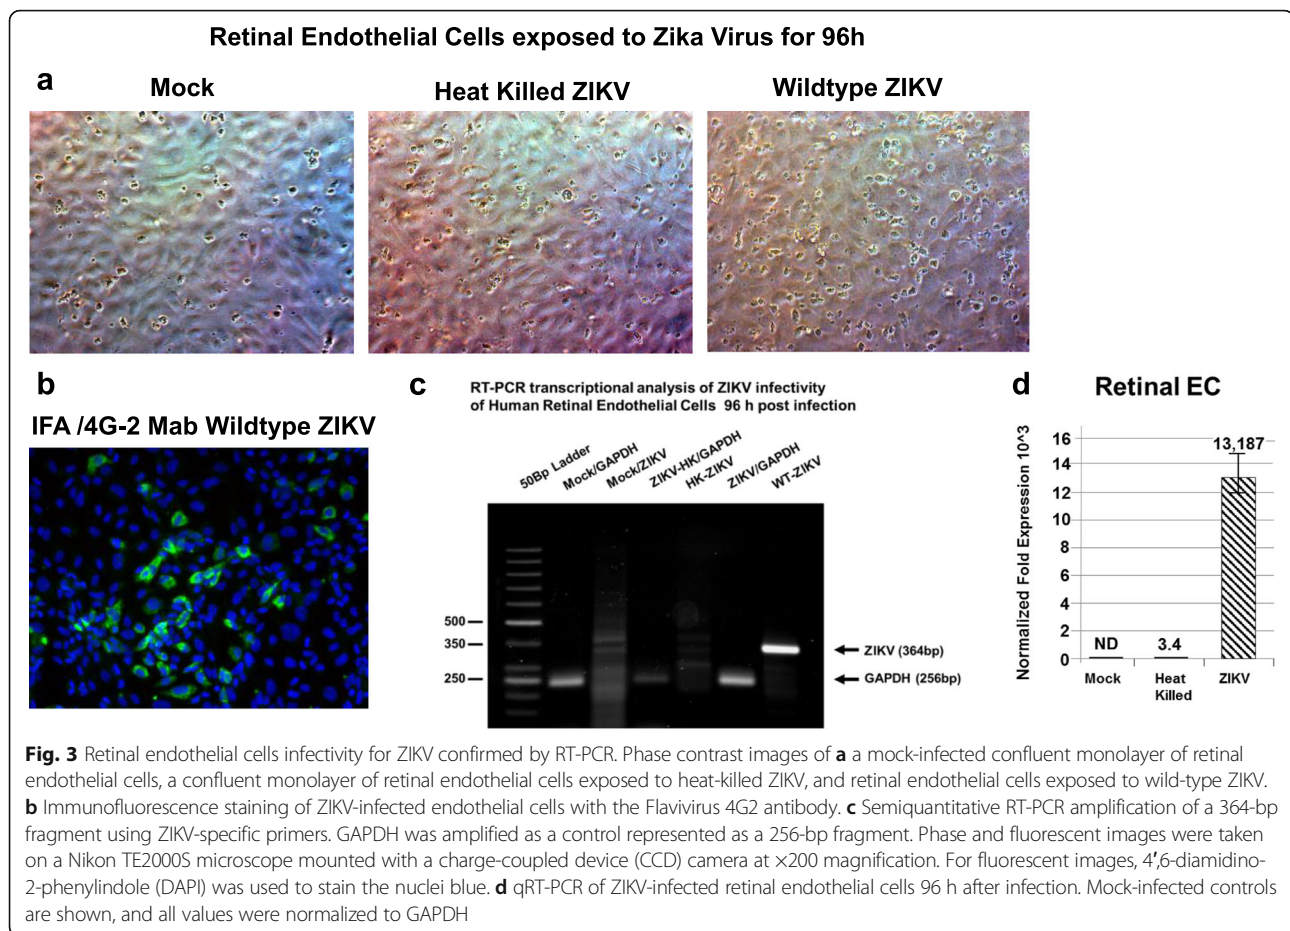 Retinal Endothelial Cells exposed to Zika Virus for 96h
a
Mock
Heat Killed ZIKV
Wildtype ZIKV
b
IFA /4G-2 Mab Wildtype ZIKV
c
RT-PCR transcriptional analysis of ZIKV infectivity
of Human Retinal Endothelial Cells 96 h post infection
50Bp Ladder
Mock/GAPDH
Mock/ZIKV
ZIKV-HK/GAPDH
HK-ZIKV
ZIKV/GAPDH
WT-ZIKV
500
350
250
ZIKV (364bp)
GAPDH (256bp)
d
Retinal EC
Normalized Fold Expression 10^3
16
14
12
10
8
6
4
2
0
ND
3.4
13,187
Mock
Heat
Killed
ZIKV
Fig. 3 Retinal endothelial cells infectivity for ZIKV confirmed by RT-PCR. Phase contrast images of a a mock-infected confluent monolayer of retinal
endothelial cells, a confluent monolayer of retinal endothelial cells exposed to heat-killed ZIKV, and retinal endothelial cells exposed to wild-type ZIKV.
b Immunofluorescence staining of ZIKV-infected endothelial cells with the Flavivirus 4G2 antibody. c Semiquantitative RT-PCR amplification of a 364-bp
fragment using ZIKV-specific primers. GAPDH was amplified as a control represented as a 256-bp fragment. Phase and fluorescent images were taken
on a Nikon TE2000S microscope mounted with a charge-coupled device (CCD) camera at ×200 magnification. For fluorescent images, 4′,6-diamidino-
2-phenylindole (DAPI) was used to stain the nuclei blue. d qRT-PCR of ZIKV-infected retinal endothelial cells 96 h after infection. Mock-infected controls
are shown, and all values were normalized to GAPDH